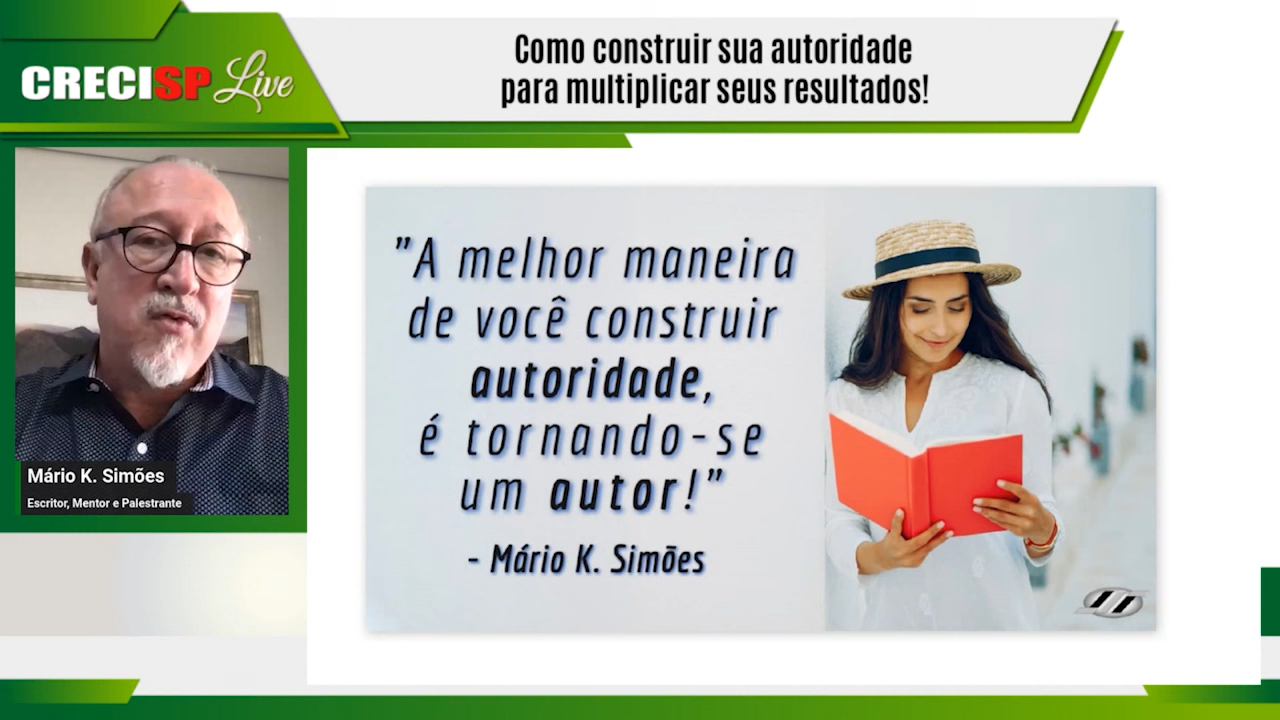 CRECISP Live
Como construir sua autoridade
para multiplicar seus resultados!
"A melhor maneira
de você construir
autoridade,
é tornando-se
um autor!"
- Mário K. Simões
Mário K. Simões
Escritor, Mentor e Palestrante